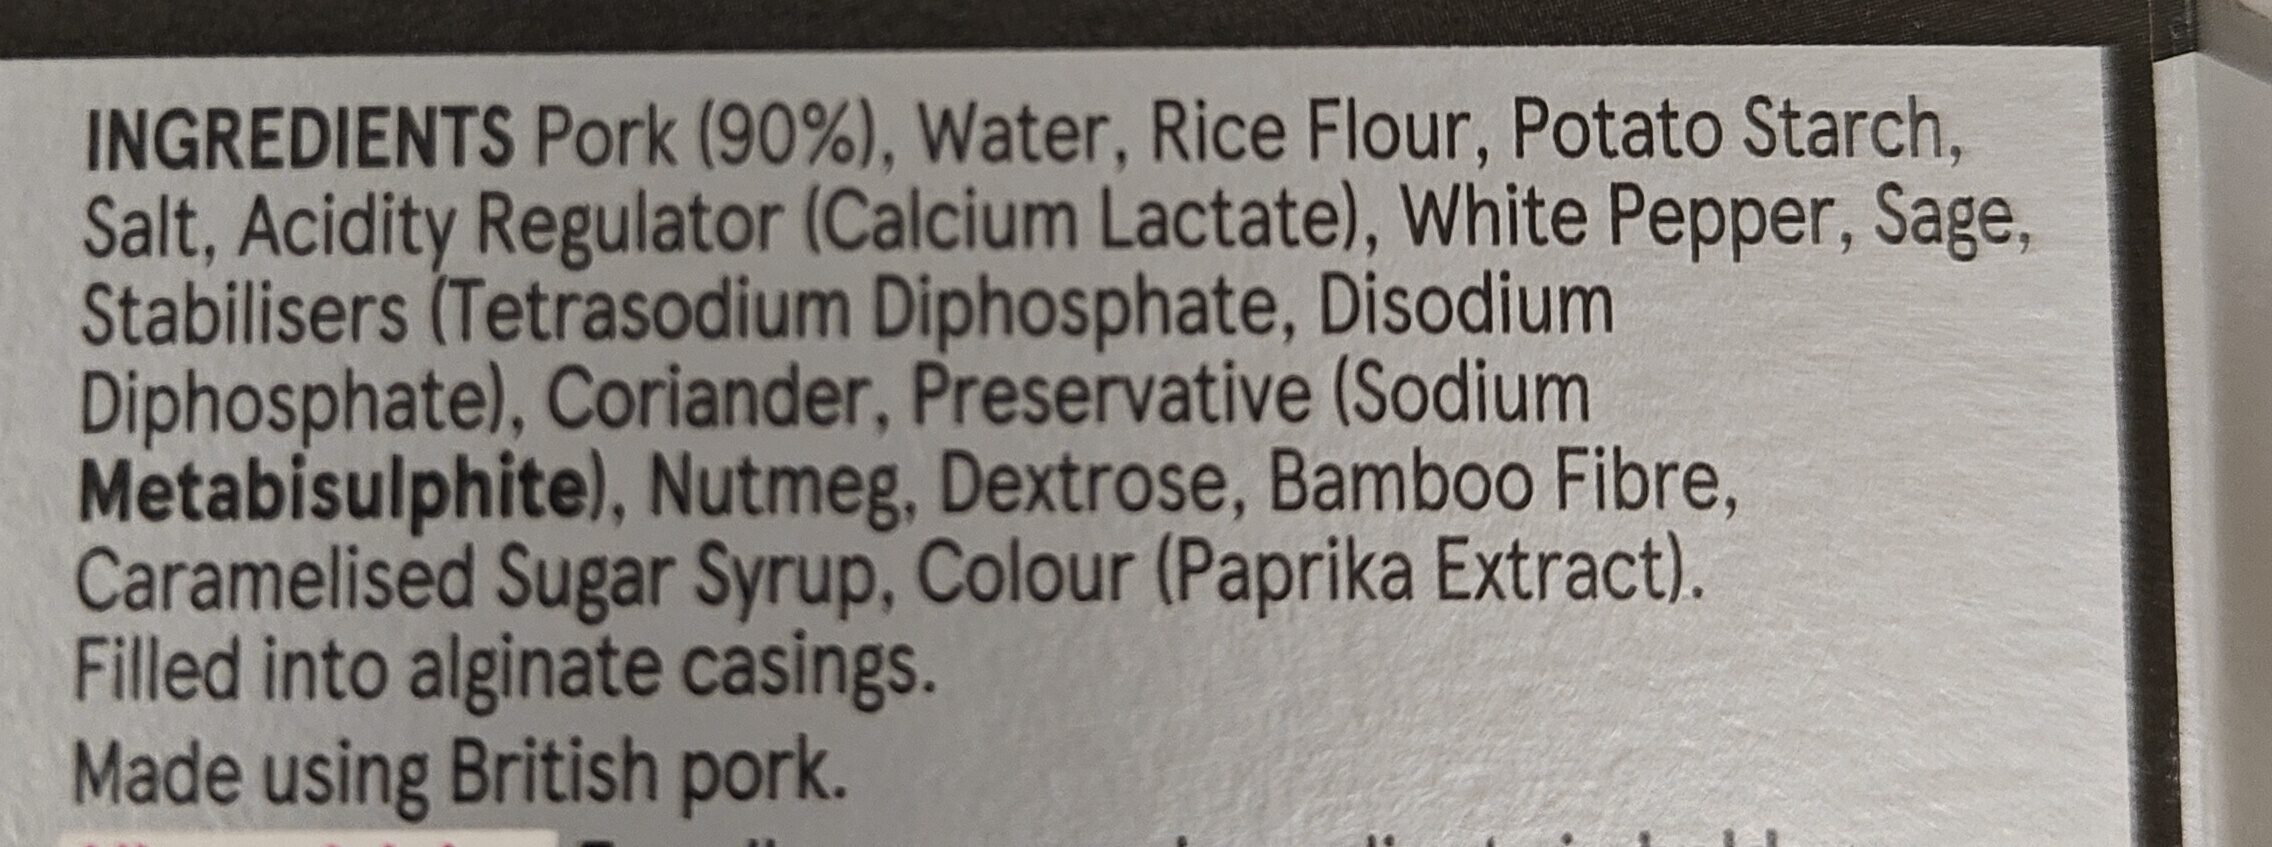 INGREDIENTS Pork (90%), Water, Rice Flour, Potato Starch,
Salt, Acidity Regulator (Calcium Lactate), White Pepper, Sage,
Stabilisers (Tetrasodium Diphosphate, Disodium
Diphosphate), Coriander, Preservative (Sodium
Metabisulphite), Nutmeg, Dextrose, Bamboo Fibre,
Caramelised Sugar Syrup, Colour (Paprika Extract).
Filled into alginate casings.
Made using British pork.